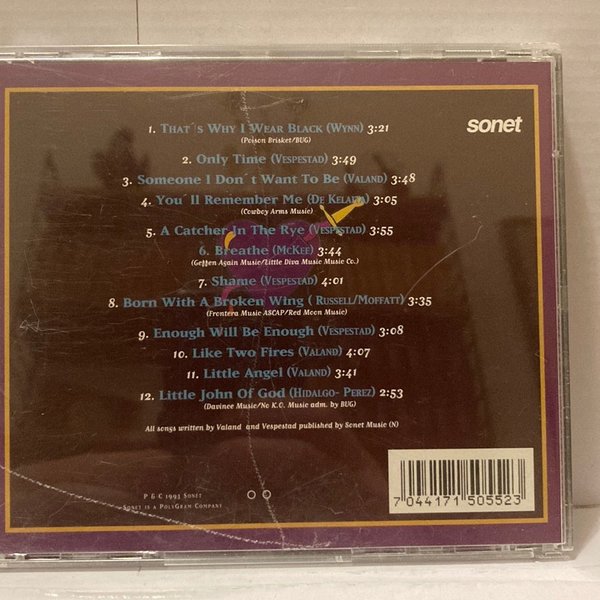 sonet
1. That´s Why I Wear Black (Wynn) 3:21
(Poison Brisket/BUG)
2. Only Time (Vespestad) 3:49
3. Someone I Don´t Want To Be (Valand) 3:48
4. You´ll Remember Me (De Kelaita) 3:05
(Cowboy Arms Music)
5. A Catcher In The Rye (Vespestad) 3:55
6. Breathe (McKee) 3:44
(Getten Again Music/Little Diva Music Music Co.)
7. Shame (Vespestad) 4:01
8. Born With A Broken Wing ( Russell/Moffatt) 3:35
(Frontera Music ASCAP/Red Moon Music)
9. Enough Will Be Enough (Vespestad) 3:08
10. Like Two Fires (Valand) 4:07
11. Little Angel (Valand) 3:41
12. Little John Of God (Hidalgo- Perez) 2:53
(Davinee Music/No K.O. Music adm. by BUG)
All songs written by Valand and Vespestad published by Sonet Music (N)
P & C 1993 Sonet
Sonet is a PolyGram Company
7 044171 505523